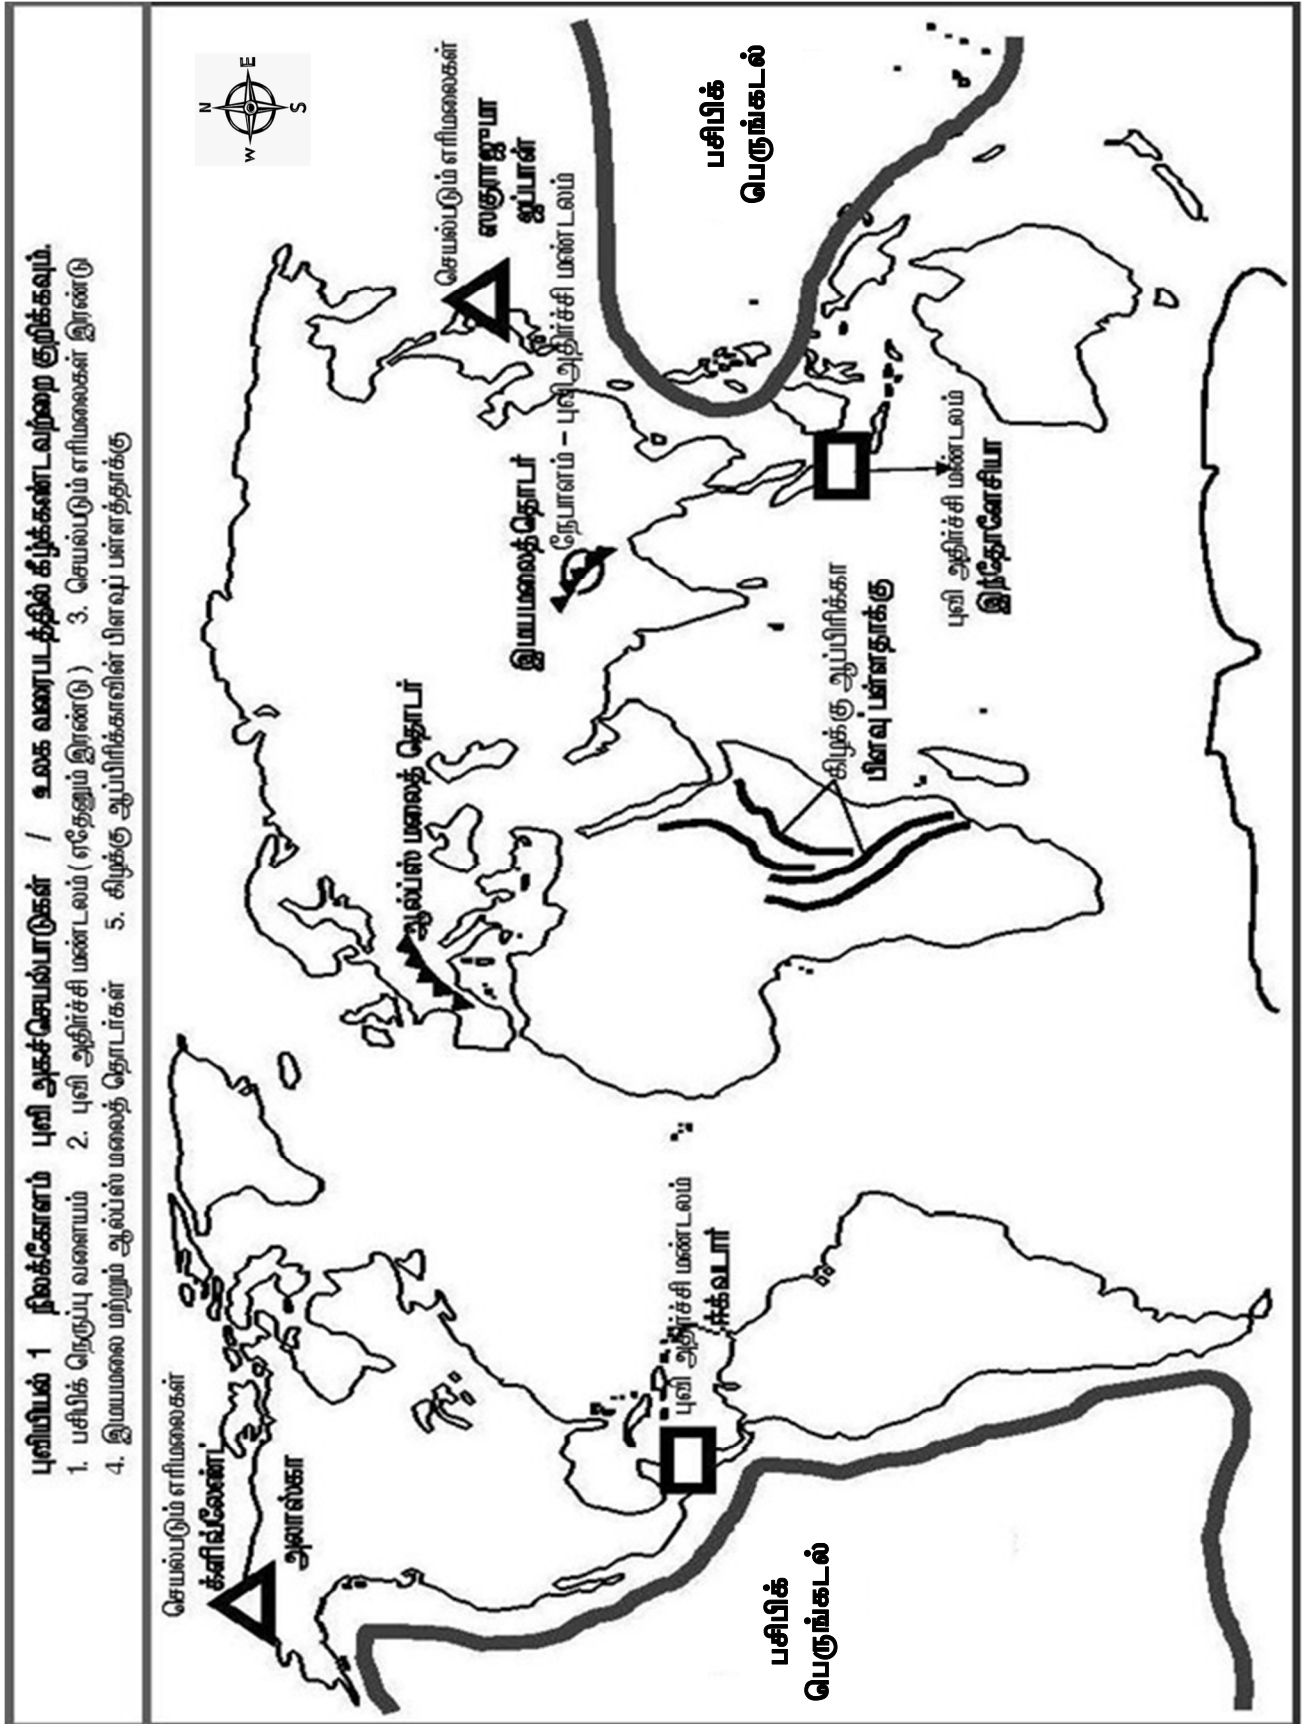 புவியியல் 1 நிலக்கோளம் புவி அகச்செயல்பாடுகள் / உலக வரைபடத்தில் கீழ்க்கண்டவற்றை குறிக்கவும்.
1. பசிபிக் நெருப்பு வளையம் 2. புவி அதிர்ச்சி மண்டலம் ( ஏதேனும் இரண்டு ) 3. செயல்படும் எரிமலைகள் இரண்டு
4. இமயமலை மற்றும் ஆல்ப்ஸ் மலைத் தொடர்கள் 5. கிழக்கு ஆப்பிரிக்காவின் பிளவுப் பள்ளத்தாக்கு
N
E
S
W
செயல்படும் எரிமலைகள்
அலாஸ்கா
செயல்படும் எரிமலைகள்
ஜப்பான்
ஆல்ப்ஸ் மலைத் தொடர்
இமயமலைத்தொடர்
நேபாளம் – புவிஅதிர்ச்சி மண்டலம்
பசிபிக்
பெருங்கடல்
புவி அதிர்ச்சி மண்டலம்
ஈக்வடார்
கிழக்கு ஆப்பிரிக்கா
பிளவுப் பள்ளதாக்கு
புவி அதிர்ச்சி மண்டலம்
இந்தோனேசியா
பசிபிக்
பெருங்கடல்